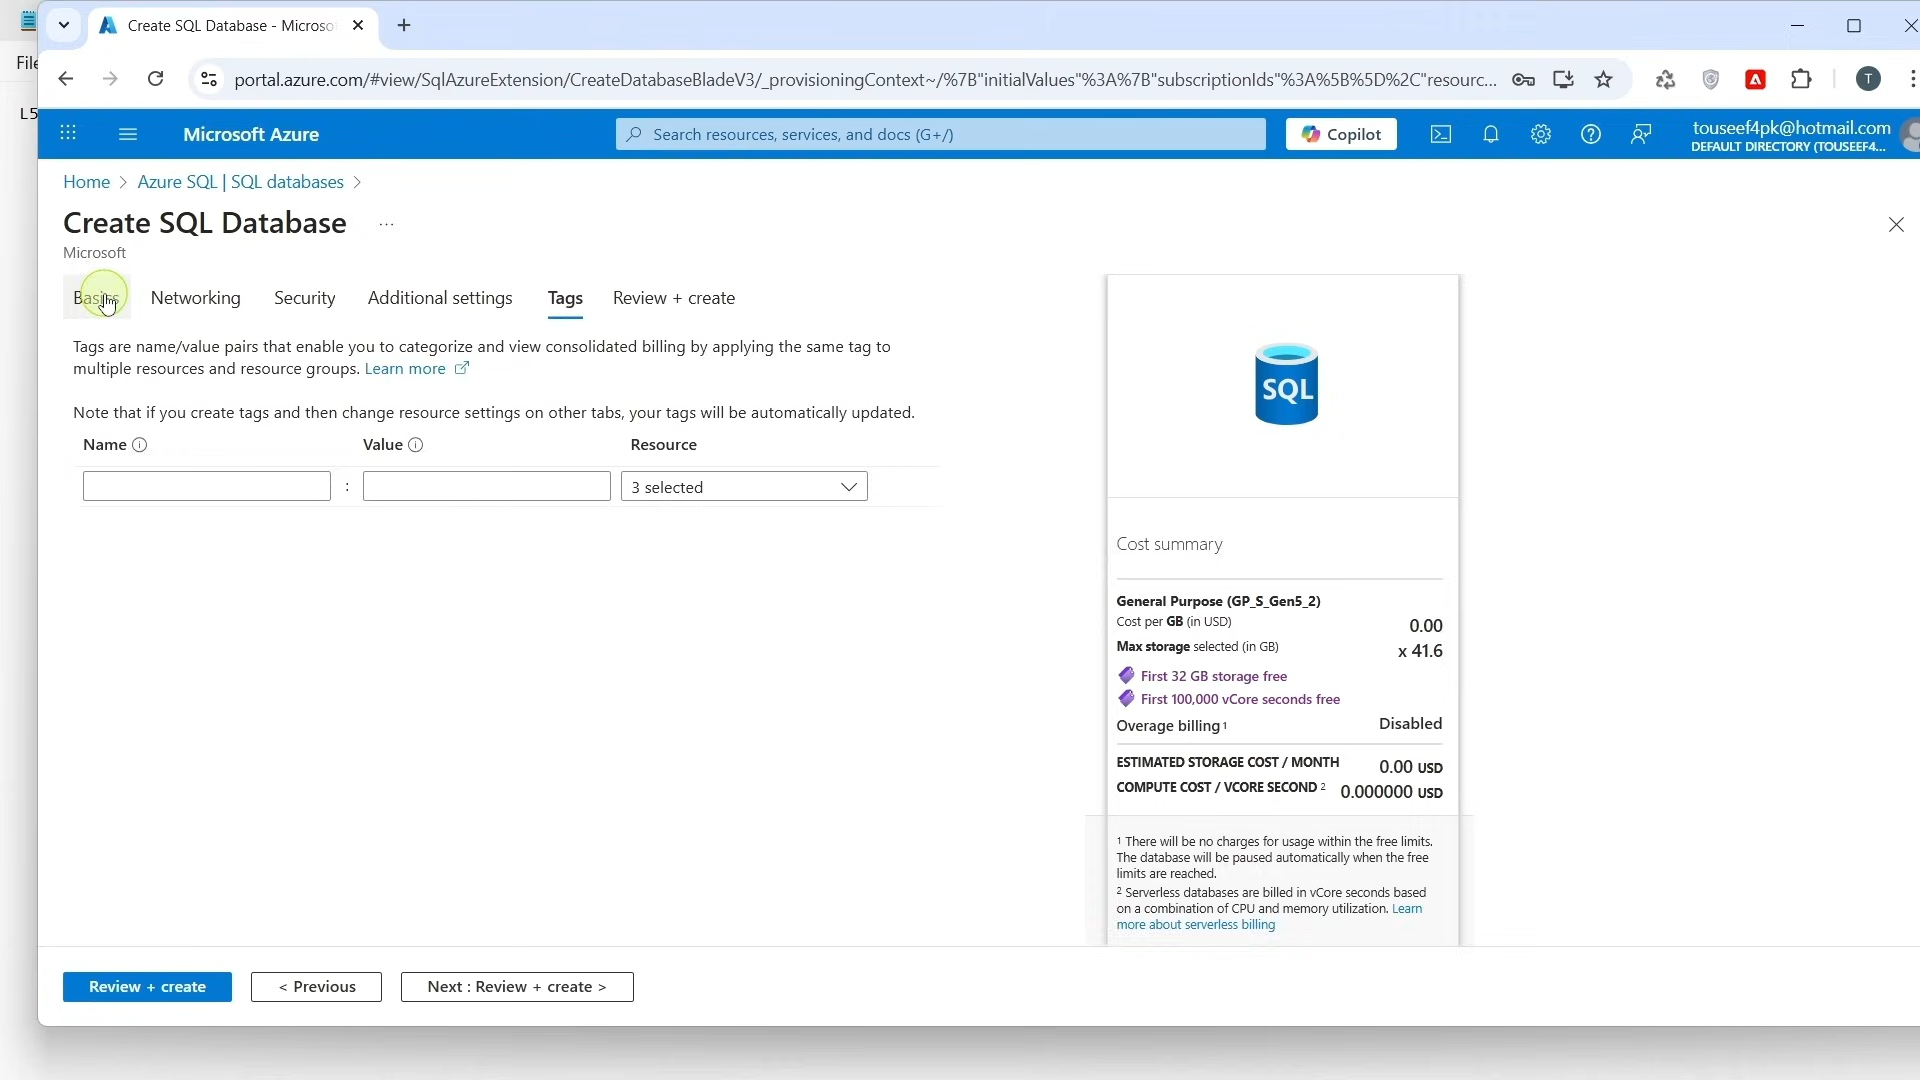 Create SQL Database - Microso
File
portal.azure.com/#view/SqlAzureExtension/CreateDatabaseBladeV3/_provisioningContext~/%7B"initialValues"%3A%7B"subscriptionIds"%3A%5B%5D%2C"resourc...
T
L5
Microsoft Azure
Search resources, services, and docs (G+/)
Copilot
touseef4pk@hotmail.com
DEFAULT DIRECTORY (TOUSEEF4...
Home > Azure SQL | SQL databases >
Create SQL Database ...
Microsoft
Basics Networking Security Additional settings Tags Review + create
Tags are name/value pairs that enable you to categorize and view consolidated billing by applying the same tag to
multiple resources and resource groups. Learn more
Note that if you create tags and then change resource settings on other tabs, your tags will be automatically updated.
Name Value Resource
: 3 selected
SQL
Cost summary
General Purpose (GP_S_Gen5_2)
Cost per GB (in USD) 0.00
Max storage selected (in GB) x 41.6
First 32 GB storage free
First 100,000 vCore seconds free
Overage billing 1 Disabled
ESTIMATED STORAGE COST / MONTH 0.00 USD
COMPUTE COST / VCORE SECOND 2 0.000000 USD
1 There will be no charges for usage within the free limits.
The database will be paused automatically when the free
limits are reached.
2 Serverless databases are billed in vCore seconds based
on a combination of CPU and memory utilization. Learn
more about serverless billing
Review + create < Previous Next : Review + create >